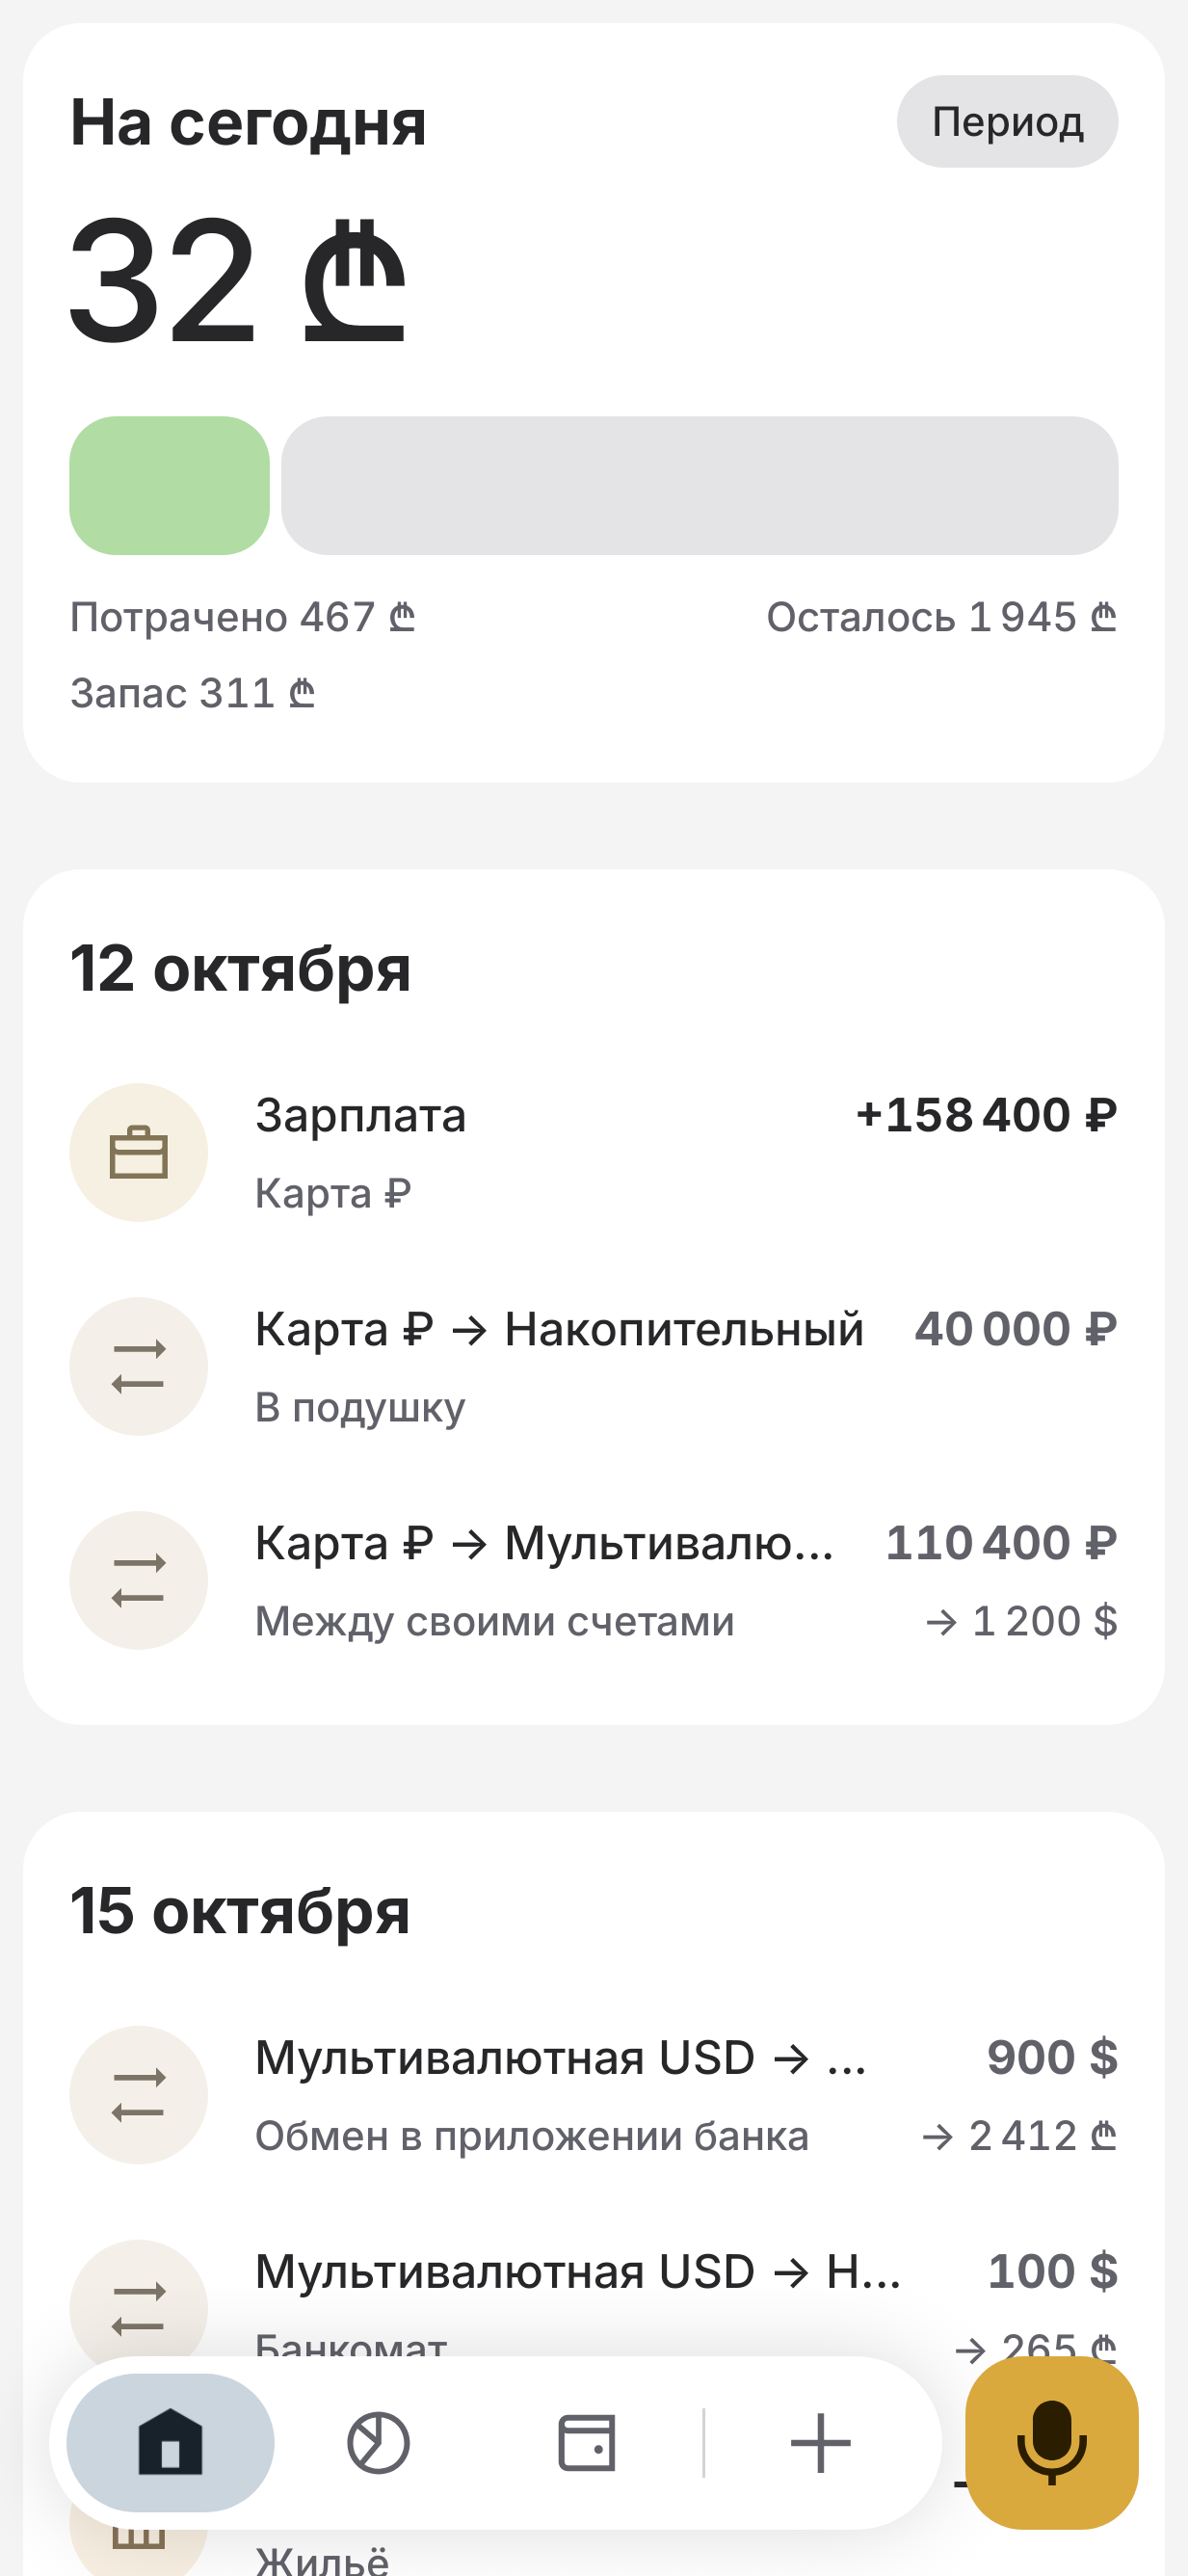 На сегодня
Период
32 ₾
Потрачено 467 ₾
Осталось 1 945 ₾
Запас 311 ₾
12 октября
Зарплата
+158 400 ₽
Карта ₽
Карта ₽ → Накопительный
40 000 ₽
В подушку
Карта ₽ → Мультивалю...
110 400 ₽
Между своими счетами
→ 1 200 $
15 октября
Мультивалютная USD → ...
900 $
Обмен в приложении банка
→ 2 412 ₾
Мультивалютная USD → Н...
100 $
Банкомат
→ 265 ₾
Жильё